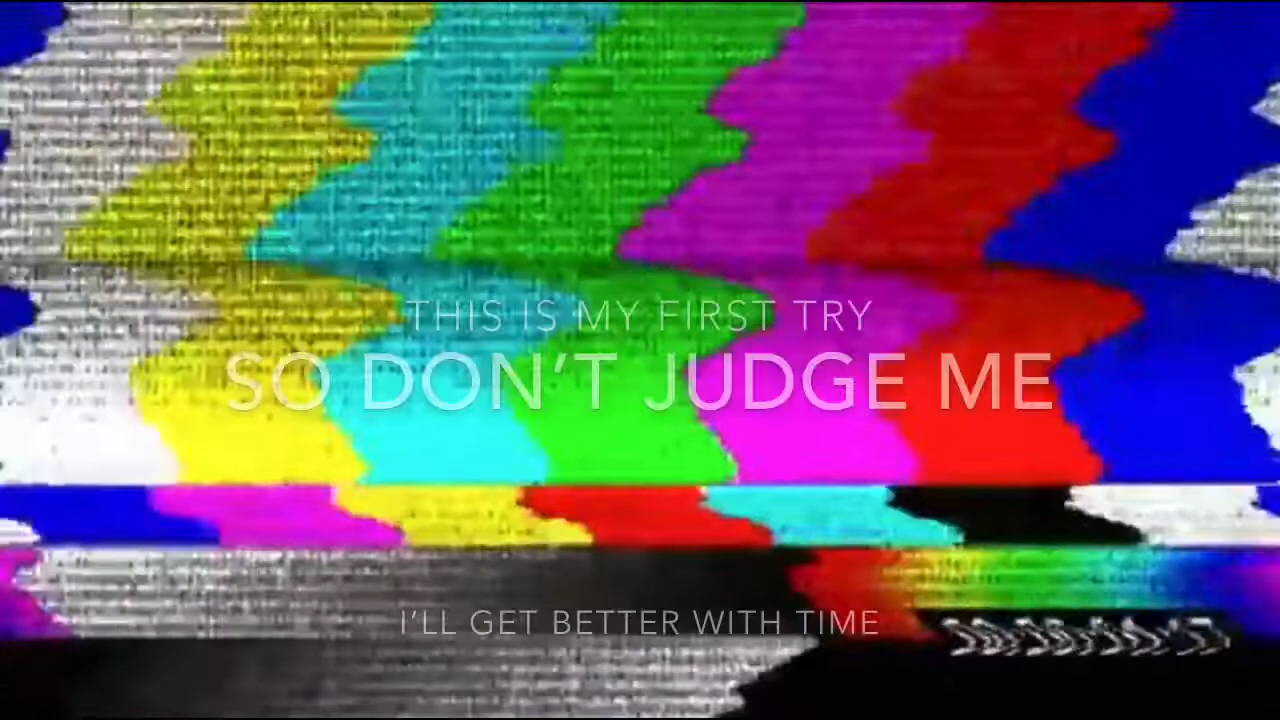 THIS IS MY FIRST TRY
SO DON'T JUDGE ME
I'LL GET BETTER WITH TIME